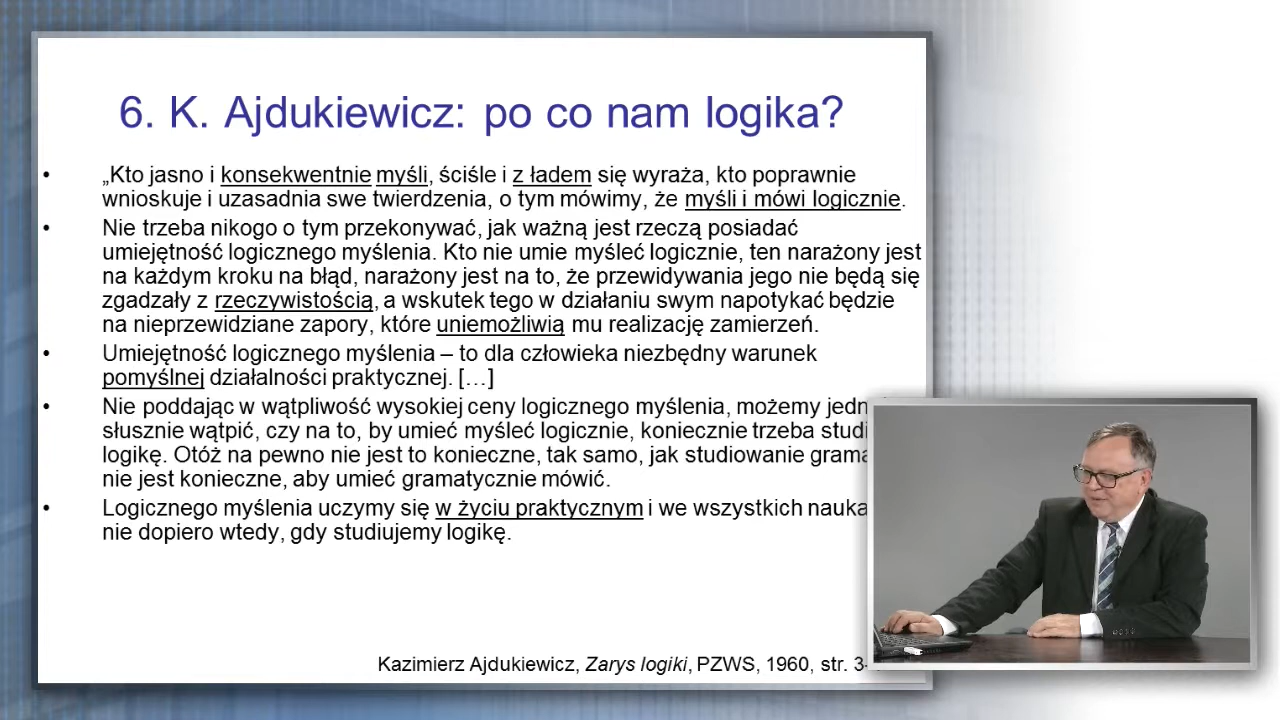 6. K. Ajdukiewicz: po co nam logika?
• „Kto jasno i konsekwentnie myśli, ściśle i z ładem się wyraża, kto poprawnie
wnioskuje i uzasadnia swe twierdzenia, o tym mówimy, że myśli i mówi logicznie.
• Nie trzeba nikogo o tym przekonywać, jak ważną jest rzeczą posiadać
umiejętność logicznego myślenia. Kto nie umie myśleć logicznie, ten narażony jest
na każdym kroku na błąd, narażony jest na to, że przewidywania jego nie będą się
zgadzały z rzeczywistością, a wskutek tego w działaniu swym napotykać będzie
na nieprzewidziane zapory, które uniemożliwią mu realizację zamierzeń.
• Umiejętność logicznego myślenia – to dla człowieka niezbędny warunek
pomyślnej działalności praktycznej. […]
• Nie poddając w wątpliwość wysokiej ceny logicznego myślenia, możemy
słusznie wątpić, czy na to, by umieć myśleć logicznie, koniecznie trzeba
logikę. Otóż na pewno nie jest to konieczne, tak samo, jak studiowanie
nie jest konieczne, aby umieć gramatycznie mówić.
• Logicznego myślenia uczymy się w życiu praktycznym i we wszystkich
nie dopiero wtedy, gdy studiujemy logikę.
Kazimierz Ajdukiewicz, Zarys logiki, PZWS, 1960, str. 3-